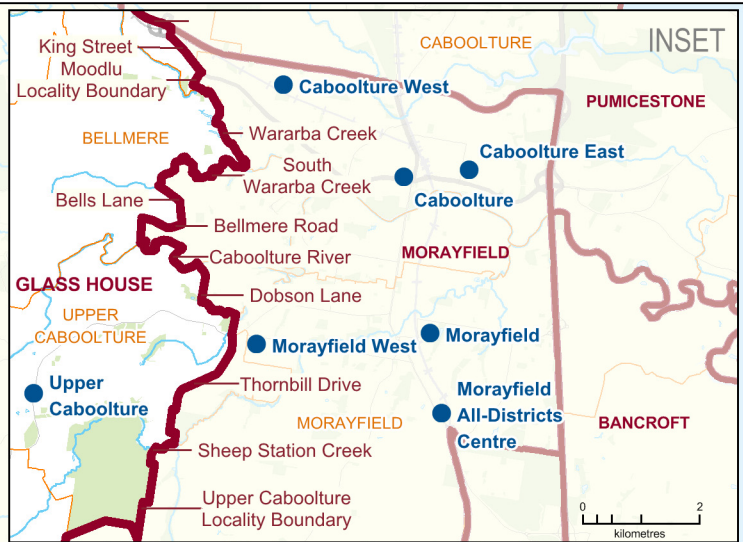 INSET
CABOOLTURE
King Street
Moodlu
Locality Boundary
Caboolture West
PUMICESTONE
BELLMERE
Wararba Creek
Caboolture East
South
Wararba Creek
Caboolture
Bells Lane
Bellmere Road
MORAYFIELD
Caboolture River
GLASS HOUSE
Dobson Lane
UPPER
CABOOLTURE
Morayfield
Morayfield West
Upper
Caboolture
Thornbill Drive
Morayfield
All-Districts
Centre
MORAYFIELD
BANCROFT
Sheep Station Creek
Upper Caboolture
Locality Boundary
0 2
kilometres